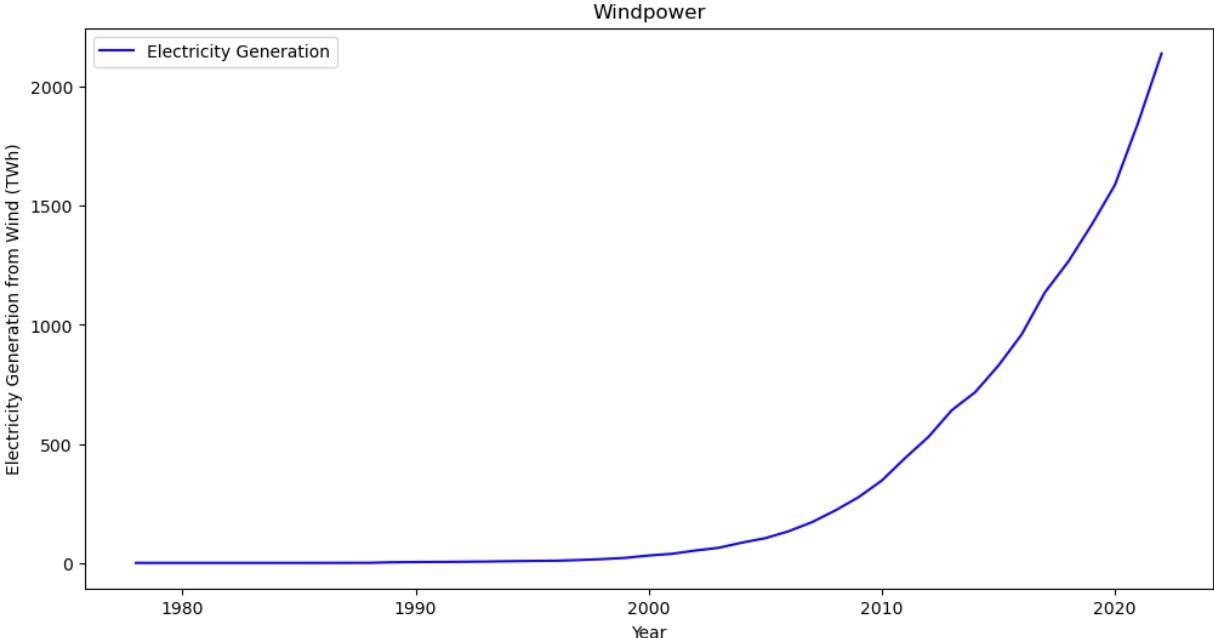 Windpower
Electricity Generation
Electricity Generation from Wind (TWh)
2000
1500
1000
500
0
1980
1990
2000
2010
2020
Year